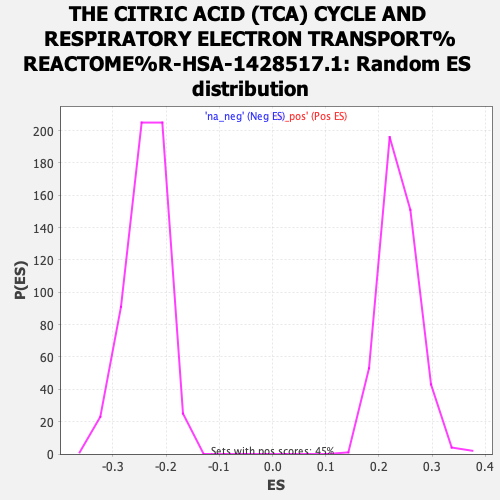 THE CITRIC ACID (TCA) CYCLE AND
RESPIRATORY ELECTRON TRANSPORT%
REACTOME%R-HSA-1428517.1: Random ES
distribution
'na_neg' (Neg ES)_pos' (Pos ES)
200
180
160
140
120
100
80
60
40
20
0
P(ES)
Sets with pos scores: 45%
-0.3 -0.2 -0.1 0.0 0.1 0.2 0.3 0.4
ES